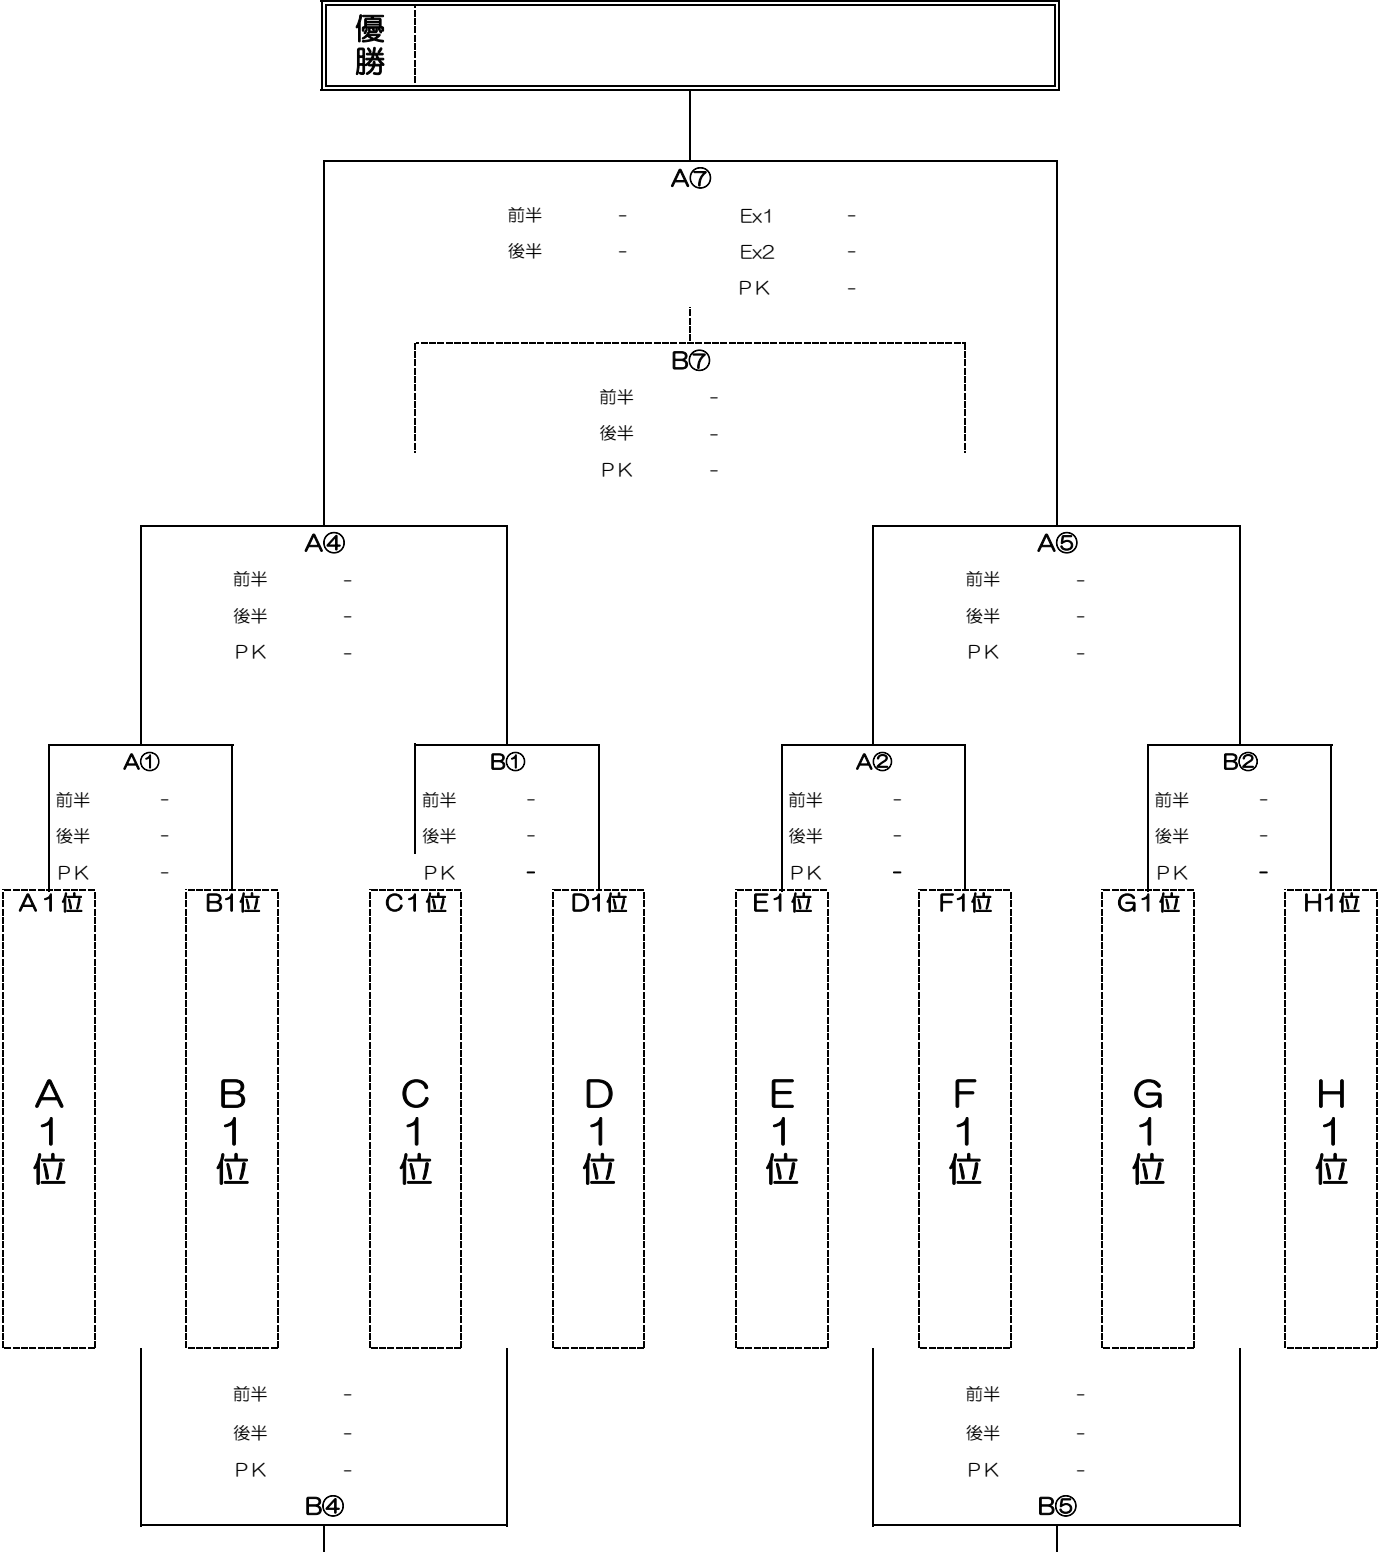 優
勝
A⑦
前半 - Ex1 -
後半 - Ex2 -
ＰＫ -
B⑦
前半 -
後半 -
ＰＫ -
A④ A⑤
前半 - 前半 -
後半 - 後半 -
ＰＫ - ＰＫ -
A① B① A② B②
前半 - 前半 - 前半 - 前半 -
後半 - 後半 - 後半 - 後半 -
ＰＫ - ＰＫ - ＰＫ - ＰＫ -
A１位 B1位 C１位 D1位 E１位 F1位 G１位 H1位
A B C D E F G H
1 1 1 1 1 1 1 1
位 位 位 位 位 位 位 位
前半 - 前半 -
後半 - 後半 -
ＰＫ - ＰＫ -
B④ B⑤